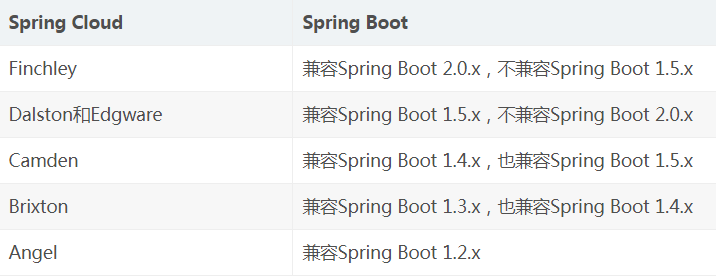 Spring Cloud Spring Boot
Finchley 兼容Spring Boot 2.0.x，不兼容Spring Boot 1.5.x
Dalston和Edgware 兼容Spring Boot 1.5.x，不兼容Spring Boot 2.0.x
Camden 兼容Spring Boot 1.4.x，也兼容Spring Boot 1.5.x
Brixton 兼容Spring Boot 1.3.x，也兼容Spring Boot 1.4.x
Angel 兼容Spring Boot 1.2.x